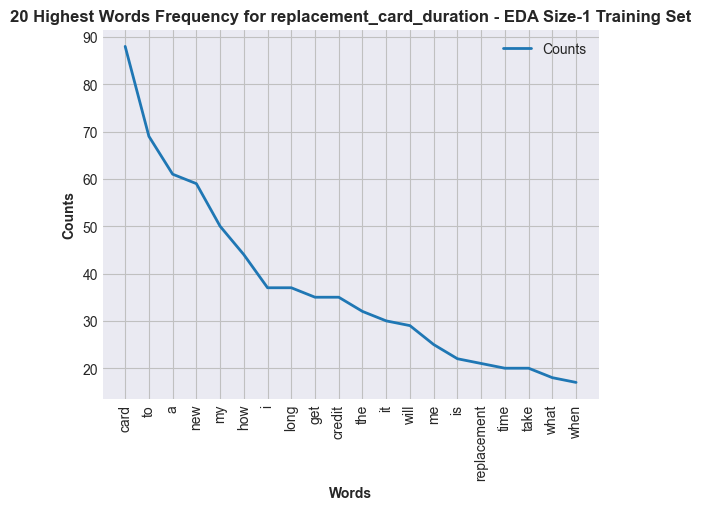 20 Highest Words Frequency for replacement_card_duration - EDA Size-1 Training Set
Counts
90
80
70
60
50
40
30
20
Counts
card
to
a
new
my
how
i
long
get
credit
the
it
will
me
is
replacement
time
take
what
when
Words